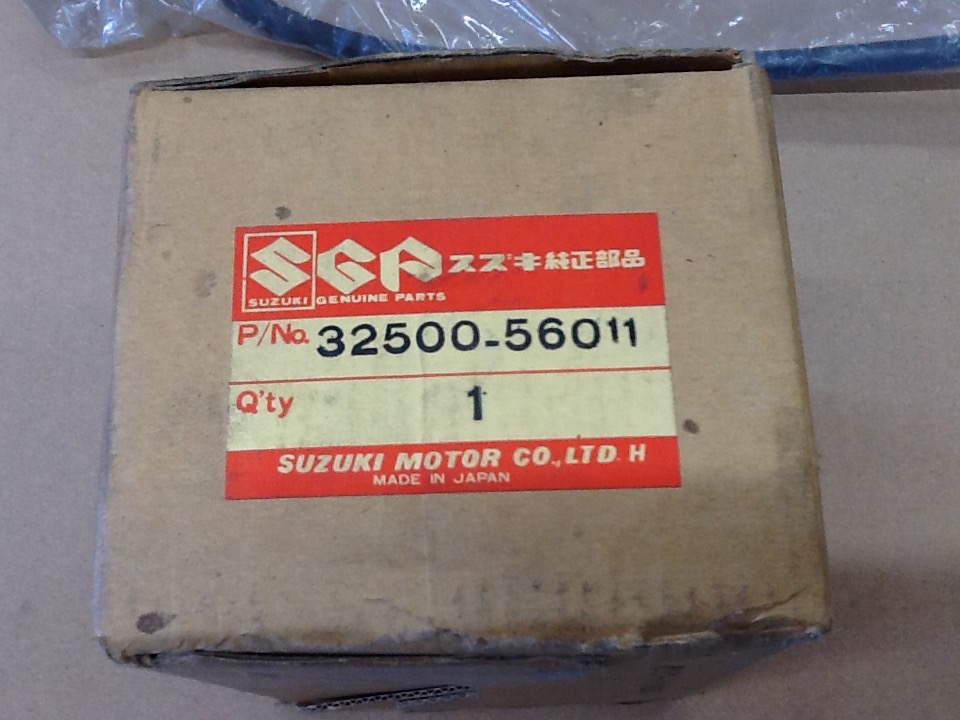 SGP スズキ純正部品
SUZUKI GENUINE PARTS
P/No. 32500-56011
Q'ty 1
SUZUKI MOTOR CO.,LTD. H
MADE IN JAPAN